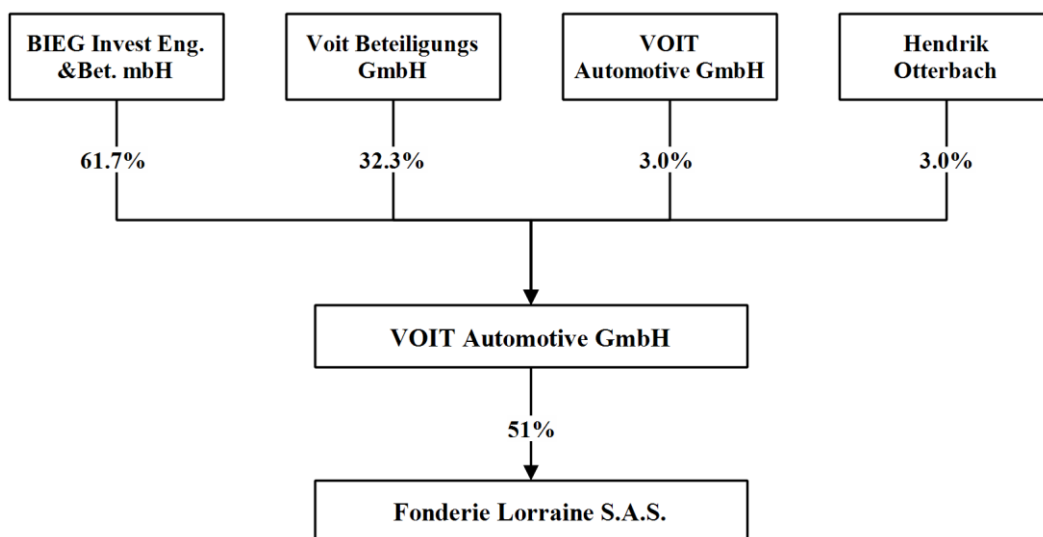 BIEG Invest Eng.
&Bet. mbH
Voit Beteiligungs
GmbH
VOIT
Automotive GmbH
Hendrik
Otterbach
61.7%
32.3%
3.0%
3.0%
VOIT Automotive GmbH
51%
Fonderie Lorraine S.A.S.